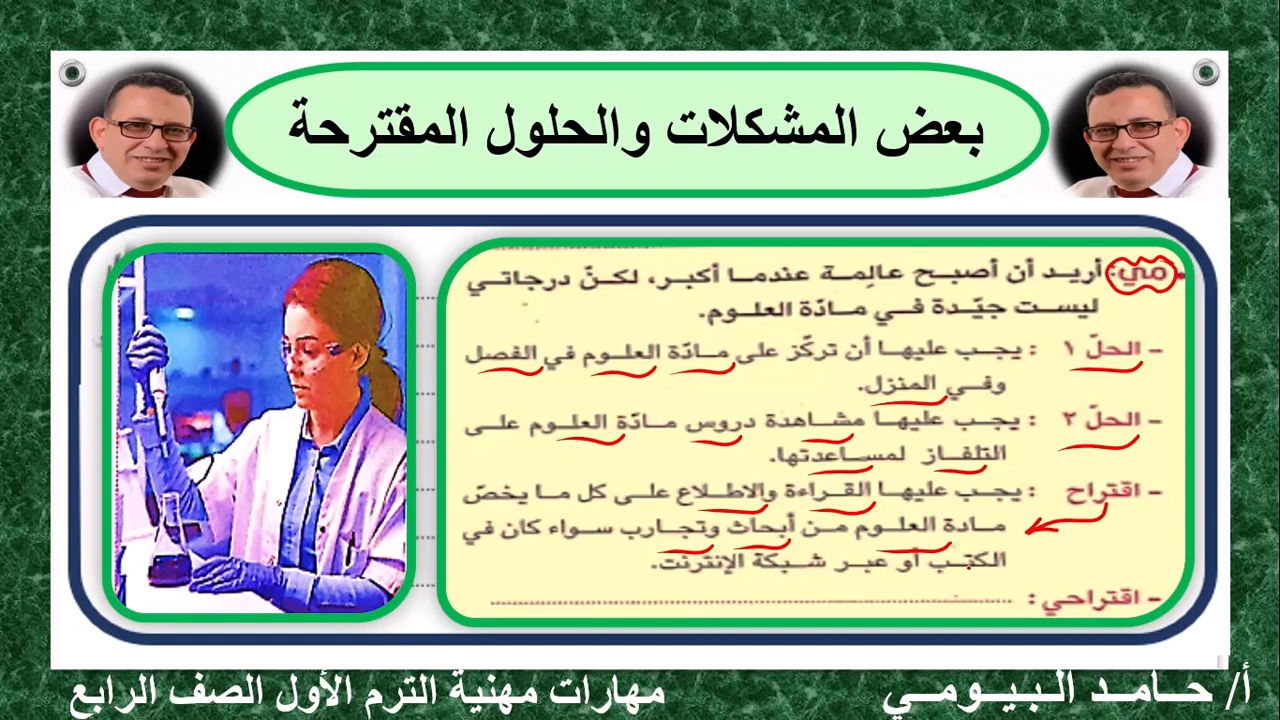 بعض المشكلات والحلول المقترحة
مي: أريد أن أصبح عالِمة عندما أكبر، لكنّ درجاتي
ليست جيّدة في مادّة العلوم.
- الحلّ ١ : يجب عليها أن تركّز على مادّة العلوم في الفصل
وفي المنزل.
- الحلّ ٢ : يجب عليها مشاهدة دروس مادّة العلوم على
التلفاز لمساعدتها.
- اقتراح : يجب عليها القراءة والاطلاع على كل ما يخصّ
مادة العلوم من أبحاث وتجارب سواء كان في
الكتب أو عبر شبكة الإنترنت.
- اقتراحي : ........................................
أ/ حامد البيومي
مهارات مهنية الترم الأول الصف الرابع